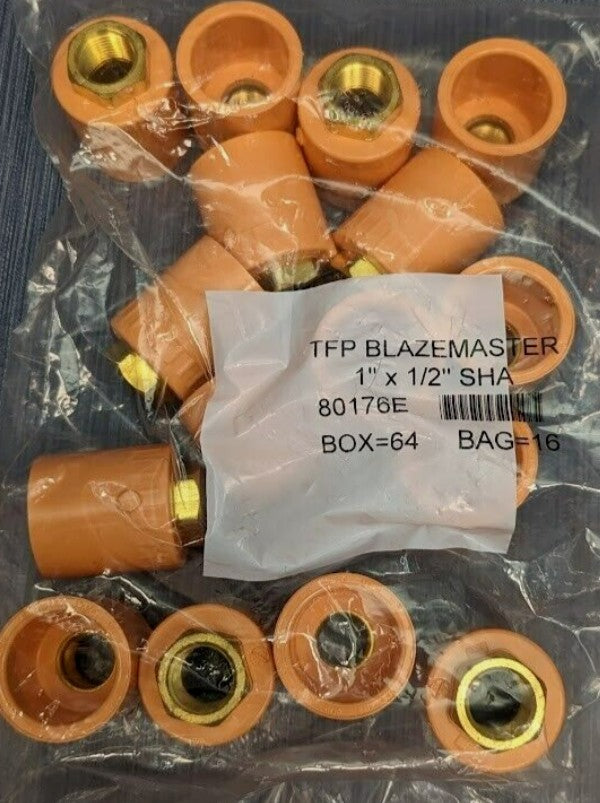 TFP BLAZEMASTER
1" x 1/2" SHA
80176E
BOX=64 BAG=16